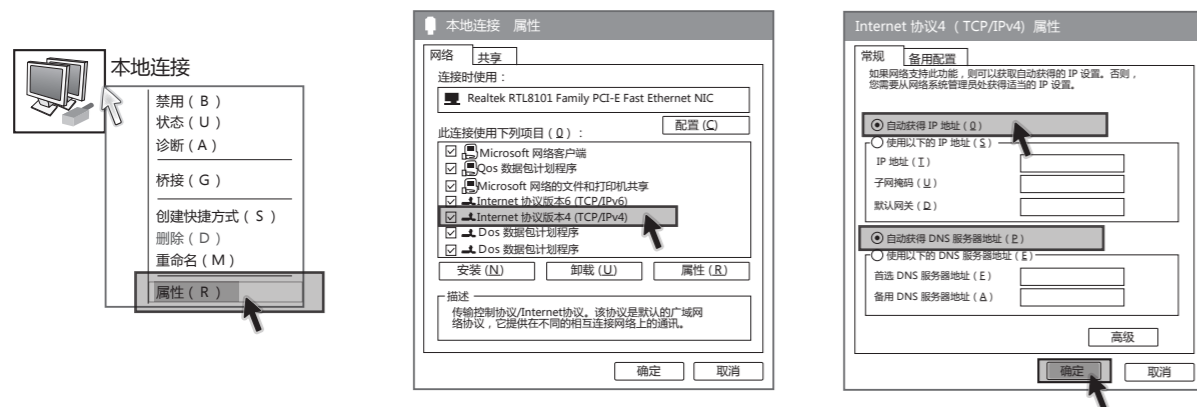 本地连接
禁用 ( B )
状态 ( U )
诊断 ( A )
桥接 ( G )
创建快捷方式 ( S )
删除 ( D )
重命名 ( M )
属性 ( R )
本地连接 属性
网络 共享
连接时使用：
Realtek RTL8101 Family PCI-E Fast Ethernet NIC
配置 (C)
此连接使用下列项目 ( O ) ：
Microsoft 网络客户端
Qos 数据包计划程序
Microsoft 网络的文件和打印机共享
Internet 协议版本6 (TCP/IPv6)
Internet 协议版本4 (TCP/IPv4)
Dos 数据包计划程序
Dos 数据包计划程序
安装 (N) 卸载 (U) 属性 (R)
描述
传输控制协议/Internet协议。该协议是默认的广域网
络协议，它提供在不同的相互连接网络上的通讯。
确定 取消
Internet 协议4 ( TCP/IPv4) 属性
常规 备用配置
如果网络支持此功能，则可以获取自动获得的 IP 设置。否则，
您需要从网络系统管理员处获得适当的 IP 设置。
自动获得 IP 地址 ( O )
使用以下的 IP 地址 ( S )
IP 地址 ( I )
子网掩码 ( U )
默认网关 ( D )
自动获得 DNS 服务器地址 ( P )
使用以下的 DNS 服务器地址 ( E )
首选 DNS 服务器地址 ( E )
备用 DNS 服务器地址 ( A )
高级
确定 取消